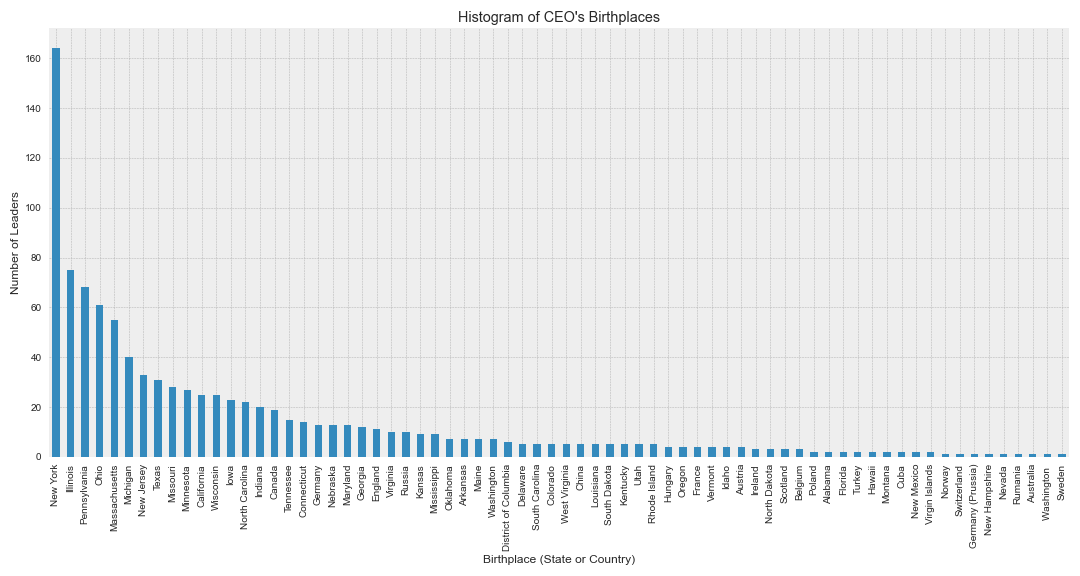 Histogram of CEO's Birthplaces
Number of Leaders
160
140
120
100
80
60
40
20
0
New York
Illinois
Pennsylvania
Ohio
Massachusetts
Michigan
New Jersey
Texas
Missouri
Minnesota
California
Wisconsin
Iowa
North Carolina
Indiana
Canada
Tennessee
Connecticut
Germany
Nebraska
Maryland
Georgia
England
Virginia
Russia
Kansas
Mississippi
Oklahoma
Arkansas
Maine
Washington
District of Columbia
Delaware
South Carolina
Colorado
West Virginia
China
Louisiana
South Dakota
Kentucky
Utah
Rhode Island
Hungary
Oregon
France
Vermont
Idaho
Austria
Ireland
North Dakota
Scotland
Belgium
Poland
Alabama
Florida
Turkey
Hawaii
Montana
Cuba
New Mexico
Virgin Islands
Norway
Switzerland
Germany (Prussia)
New Hampshire
Nevada
Rumania
Australia
Washington
Sweden
Birthplace (State or Country)